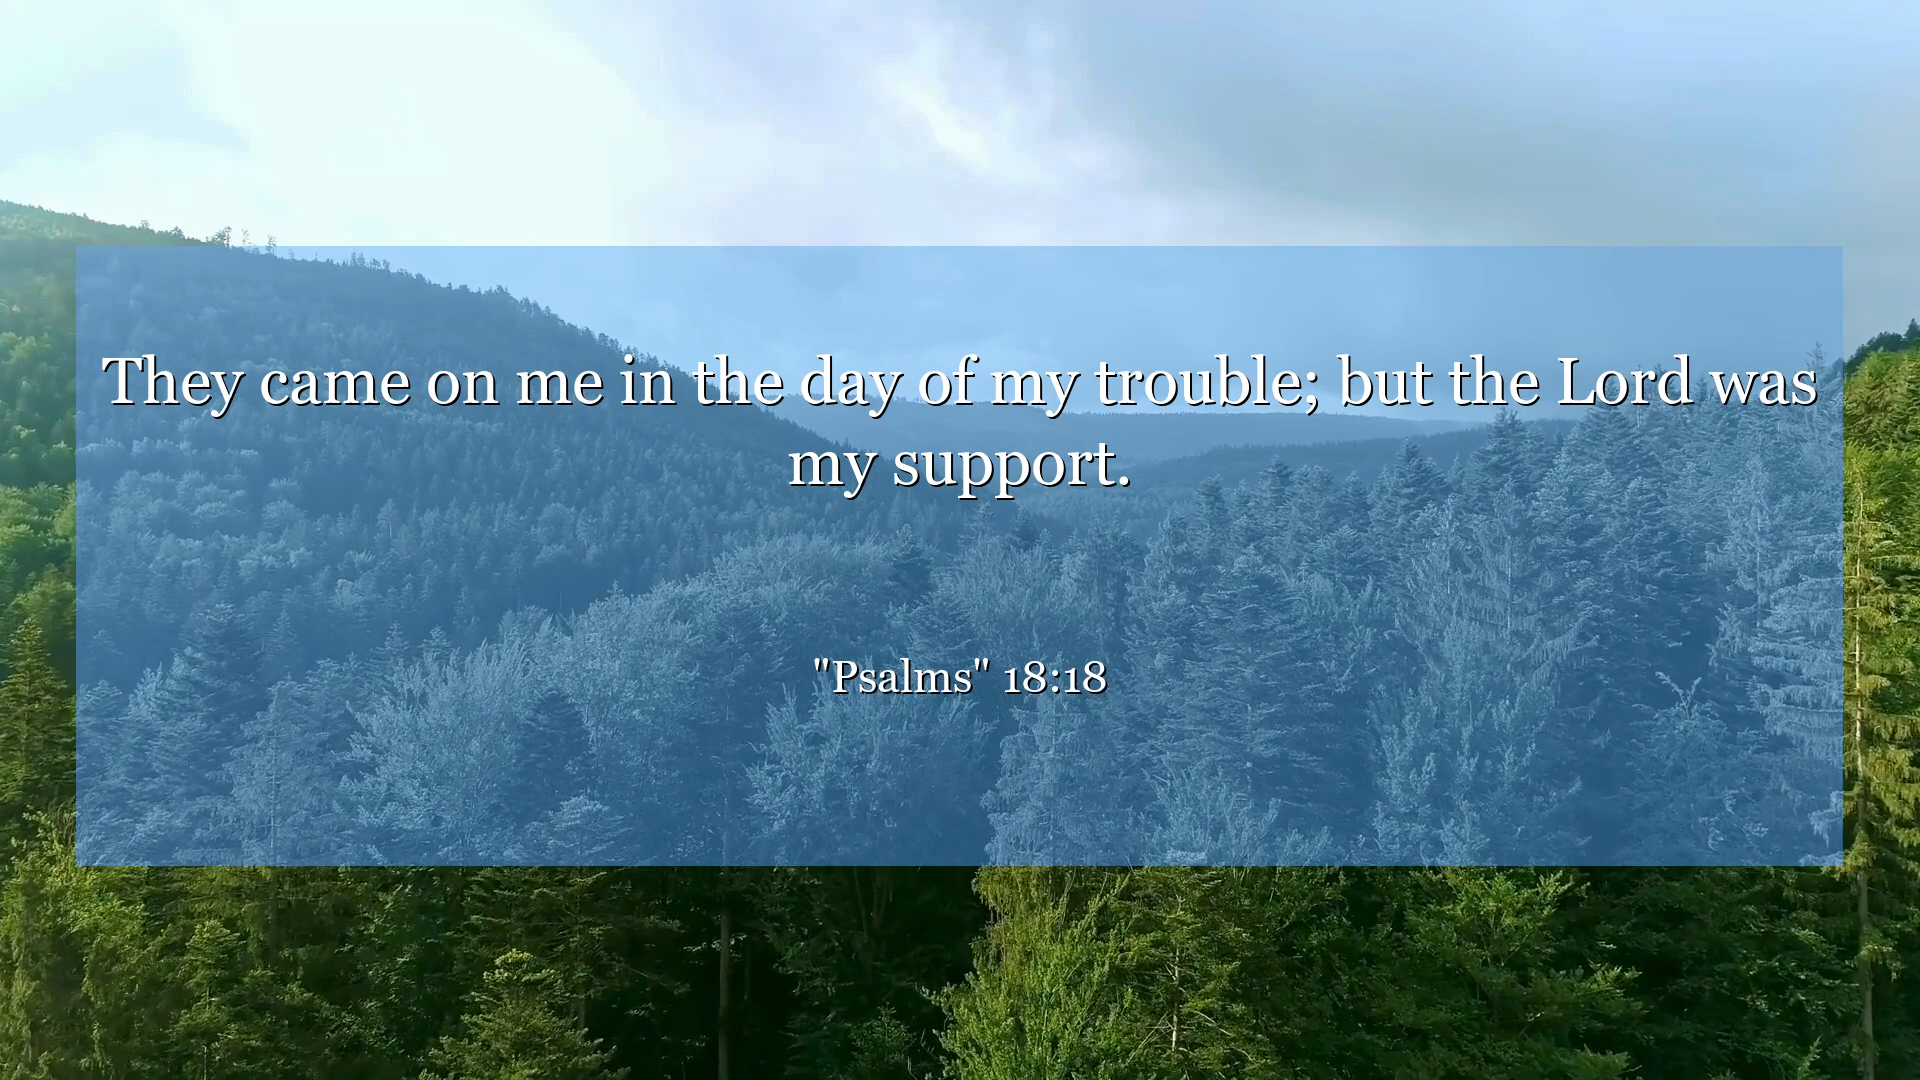 They came on me in the day of my trouble; but the Lord was
my support.
"Psalms" 18:18